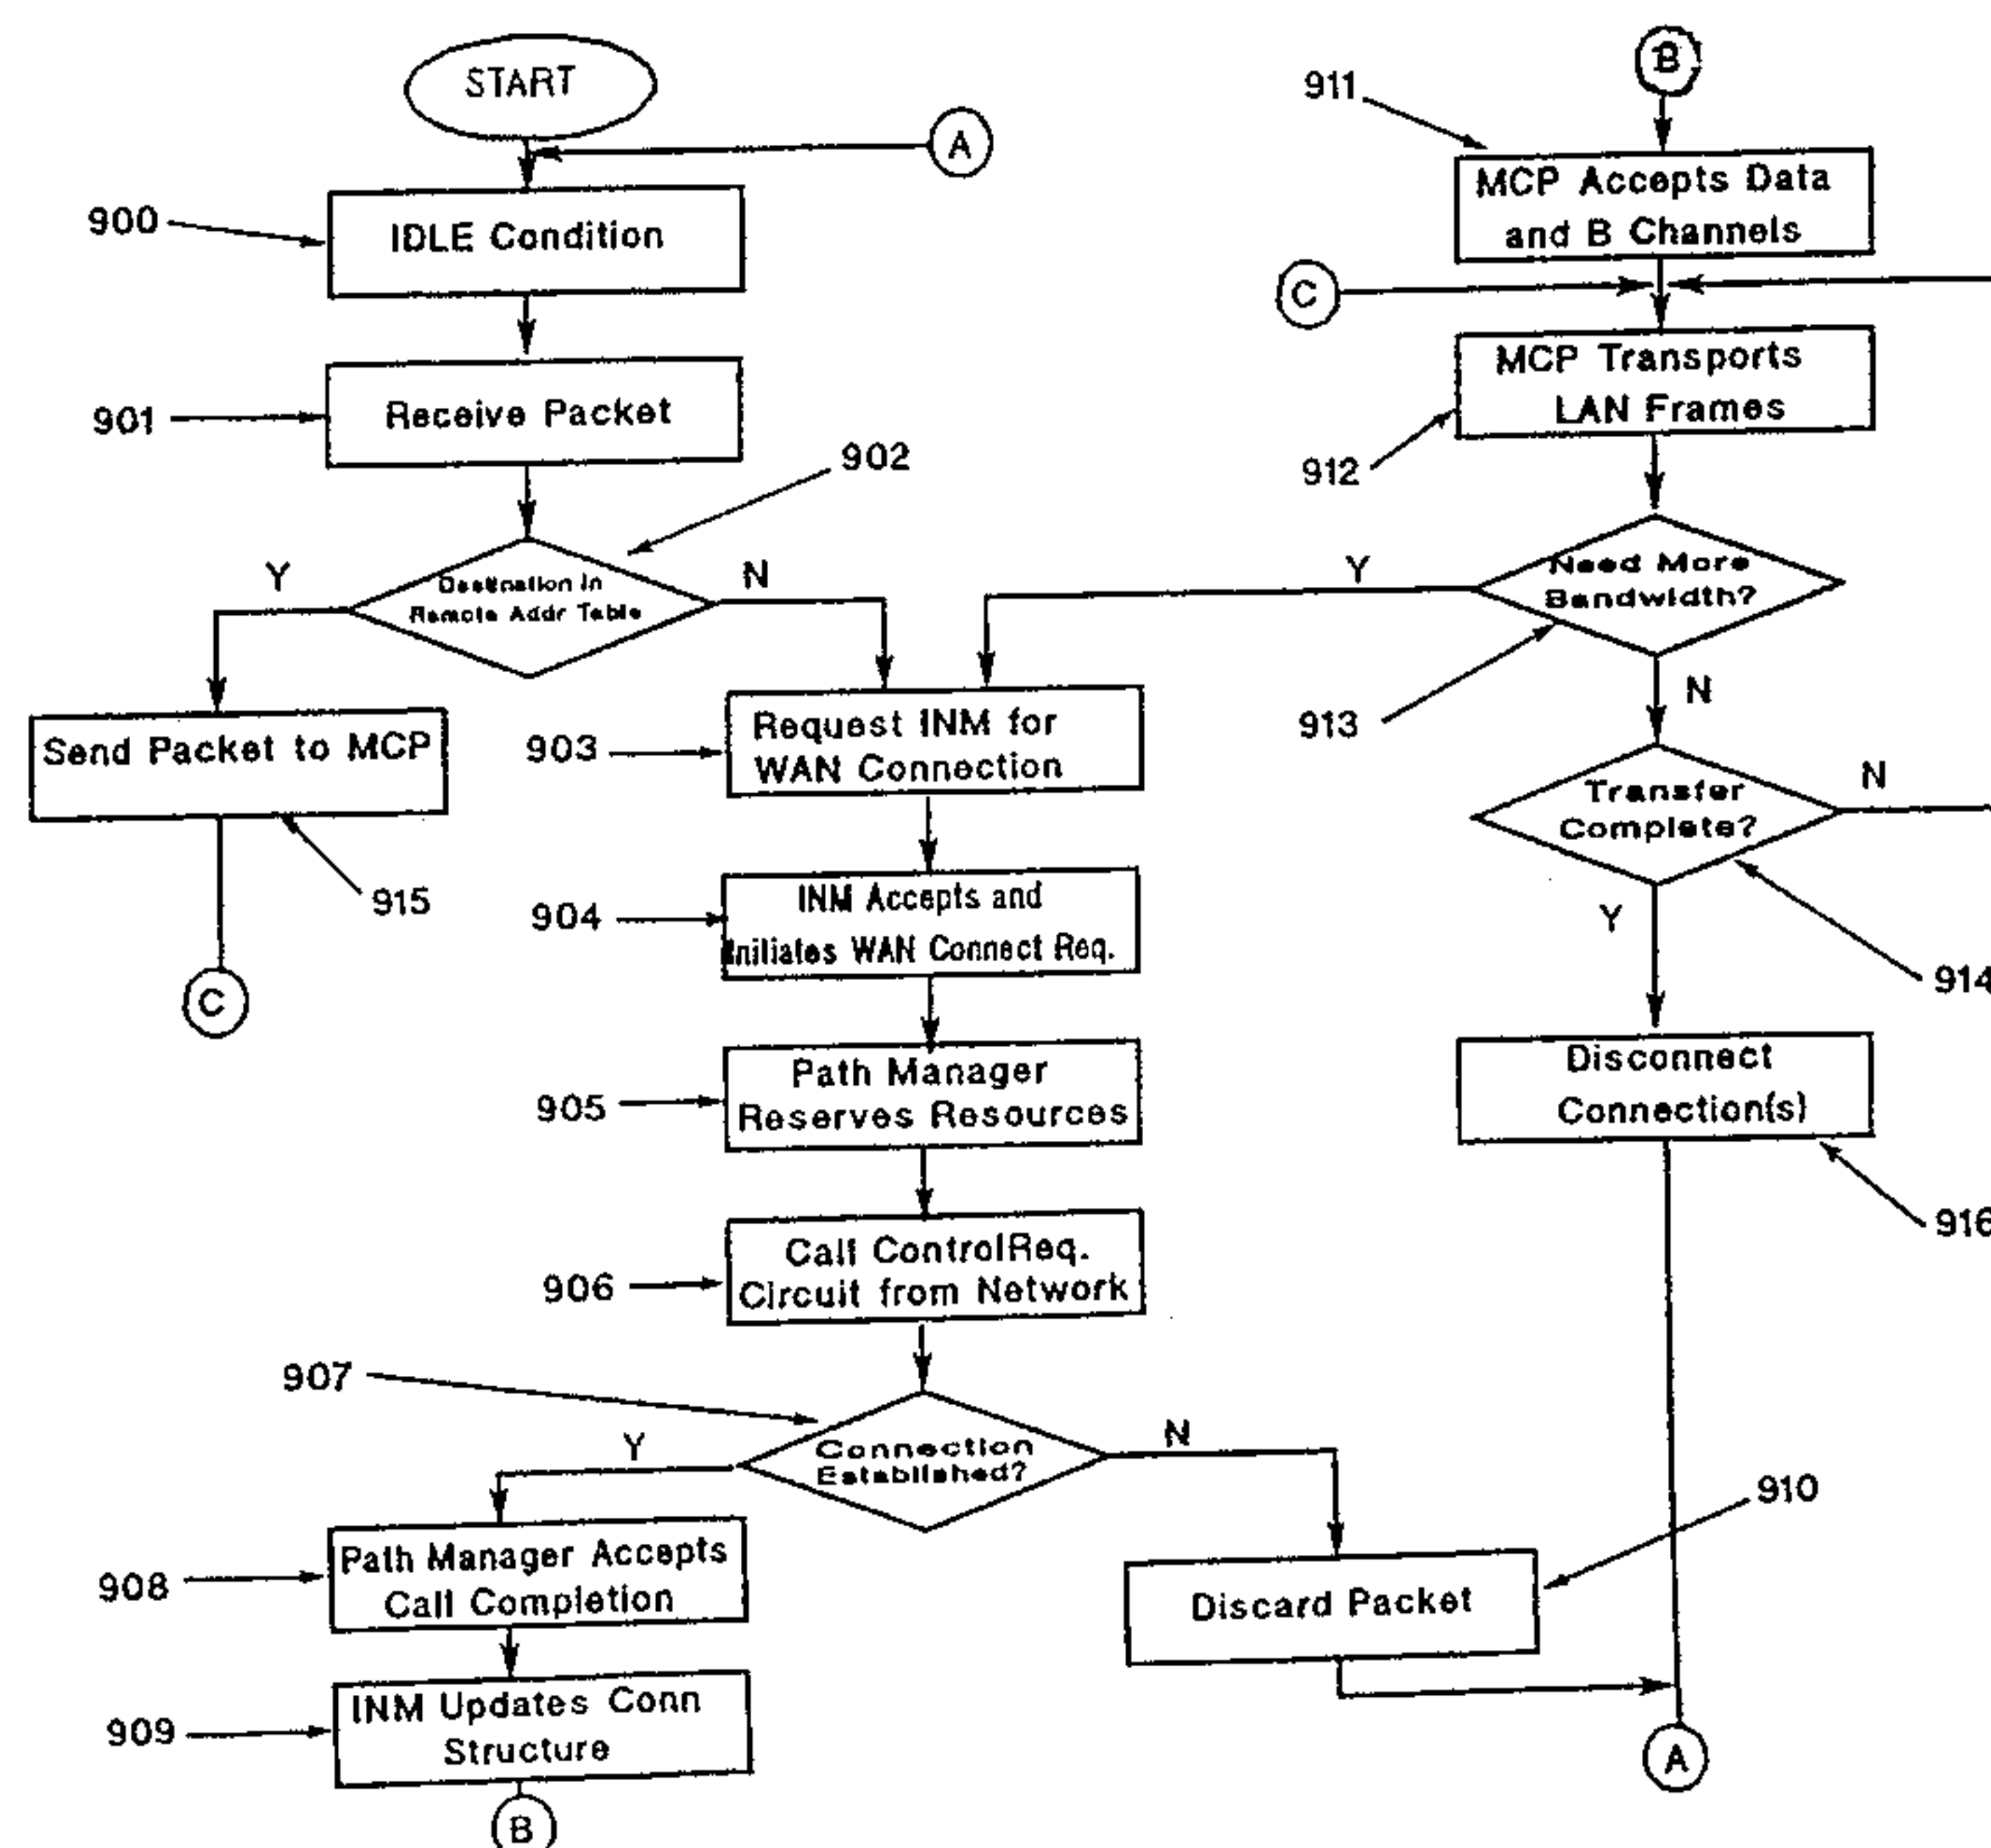 START
A
900
IDLE Condition
901
Receive Packet
902
Y
Destination in
Remote Addr Table
N
Send Packet to MCP
915
C
903
Request INM for
WAN Connection
904
INM Accepts and
Initiates WAN Connect Req.
905
Path Manager
Reserves Resources
906
Call ControlReq.
Circuit from Network
907
Y
Connection
Established?
N
908
Path Manager Accepts
Call Completion
910
Discard Packet
909
INM Updates Conn
Structure
B
B
911
MCP Accepts Data
and B Channels
C
MCP Transports
LAN Frames
912
Y
Need More
Bandwidth?
913
N
Transfer
Complete?
N
Y
914
Disconnect
Connection(s)
916
A